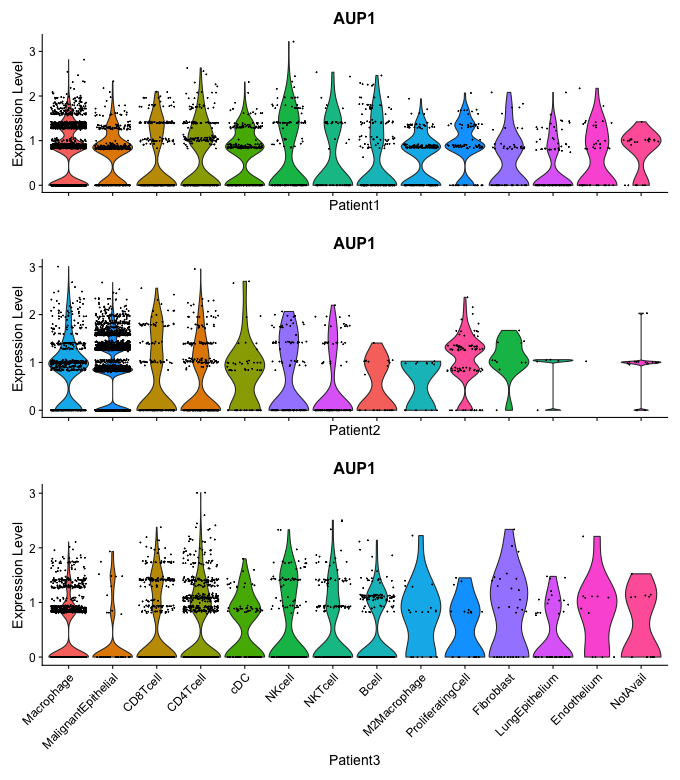 AUP1
Expression Level
3
2
1
0
Patient1
AUP1
Expression Level
3
2
1
0
Patient2
AUP1
Expression Level
3
2
1
0
Macrophage
MalignantEpithelial
CD8Tcell
CD4Tcell
cDC
NKcell
NKTcell
Bcell
M2Macrophage
ProliferatingCell
Fibroblast
LungEpithelium
Endothelium
NotAvail
Patient3